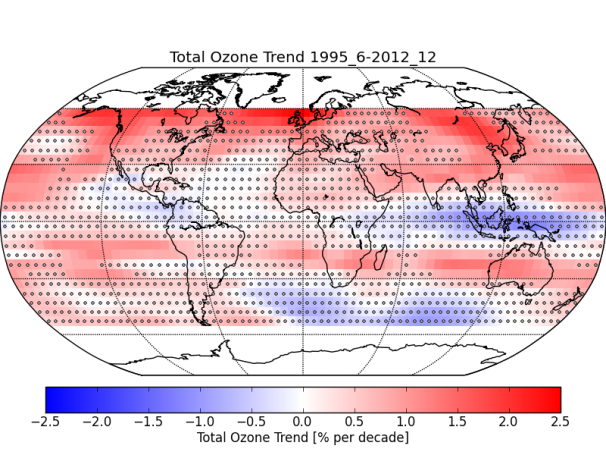 Total Ozone Trend 1995_6-2012_12
−2.5 −2.0 −1.5 −1.0 −0.5 0.0 0.5 1.0 1.5 2.0 2.5
Total Ozone Trend [% per decade]